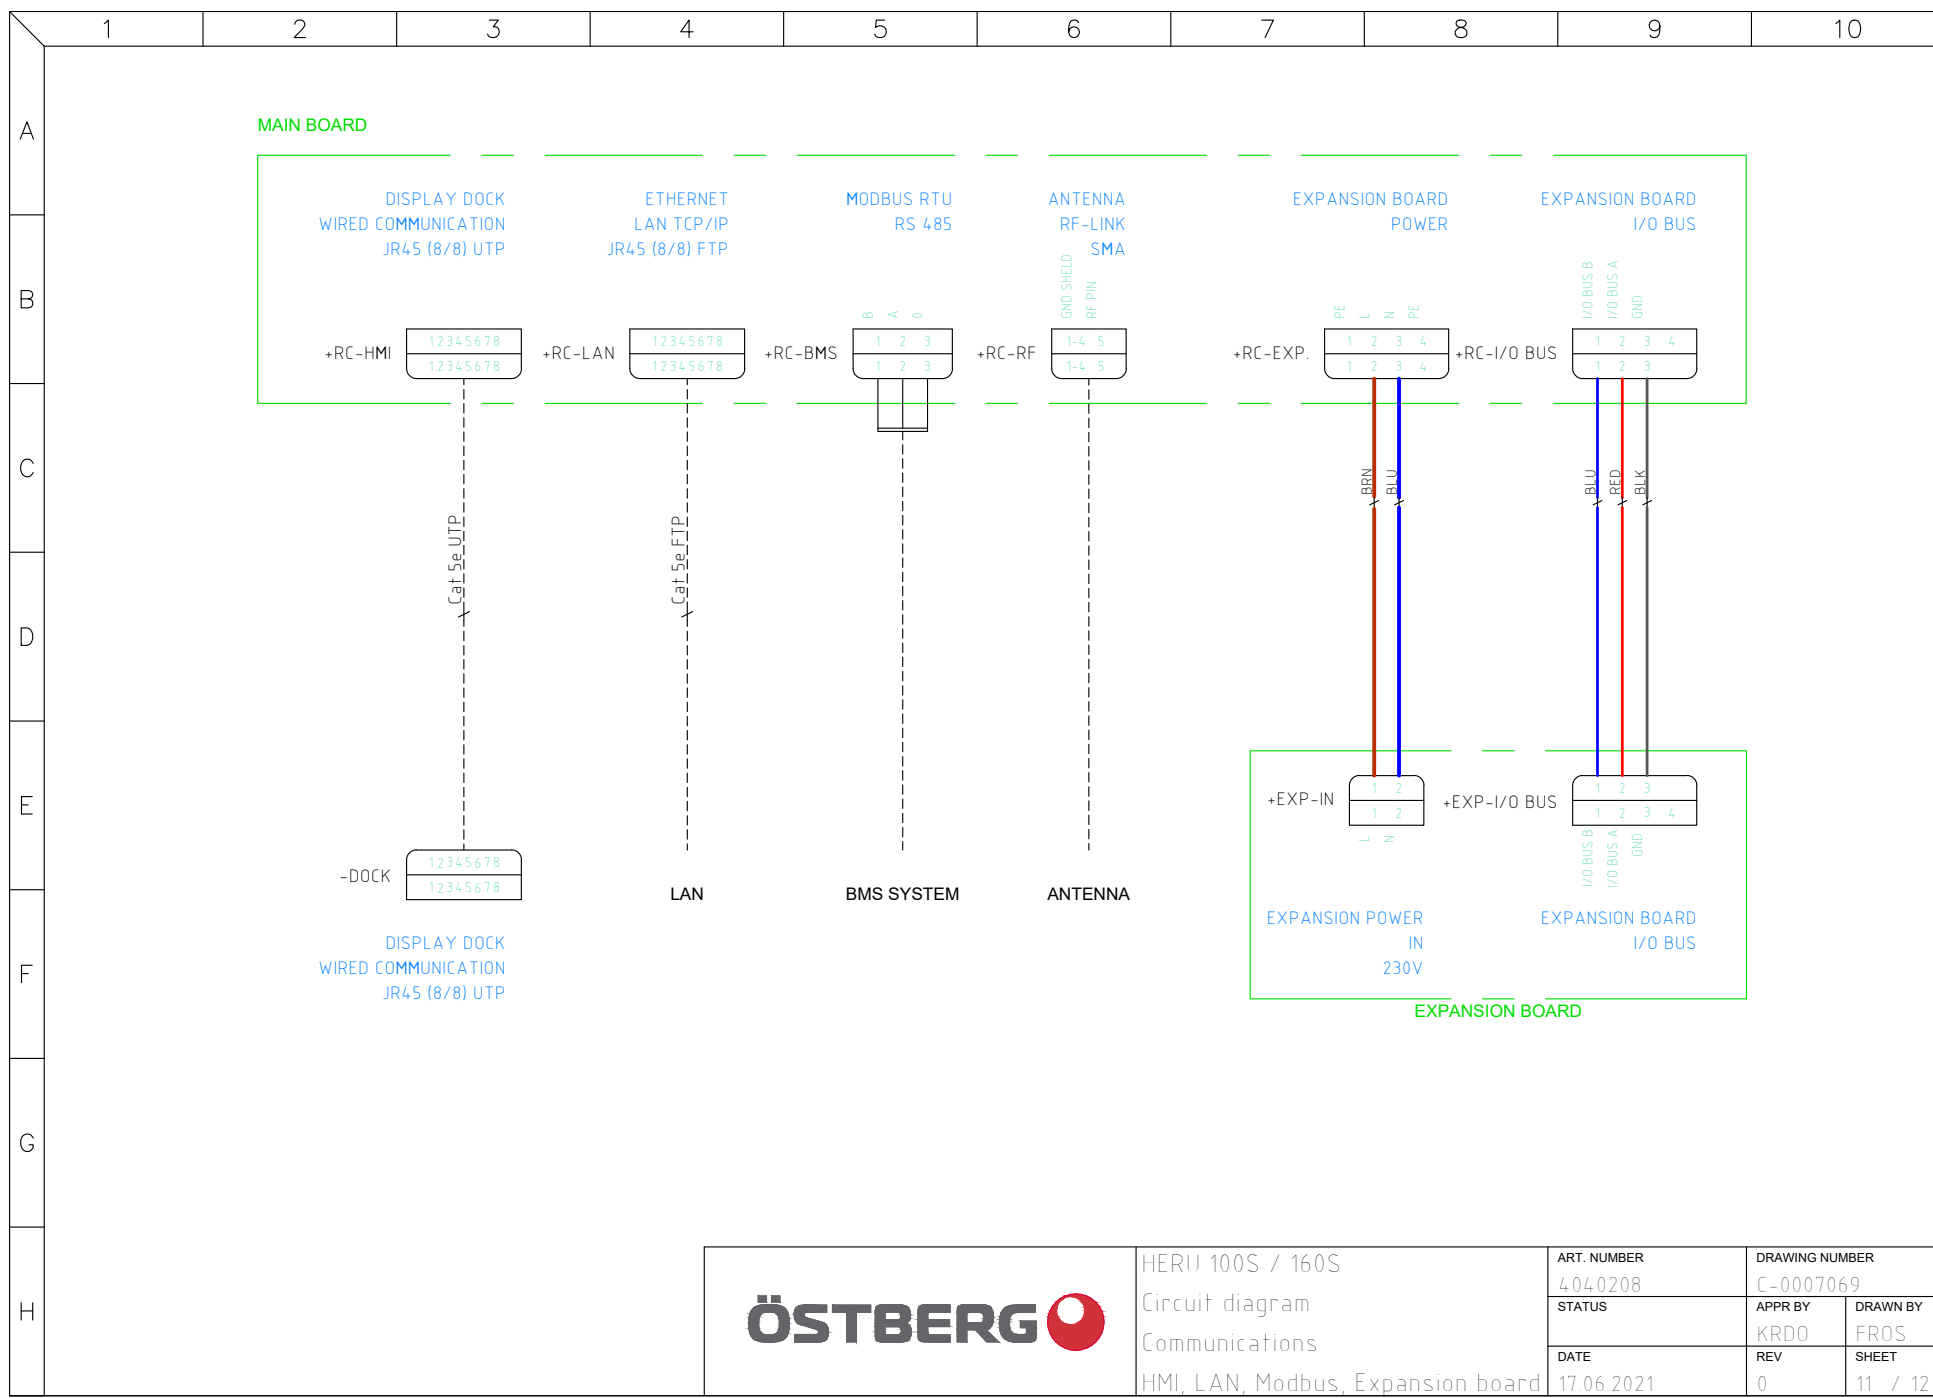 1 2 3 4 5 6 7 8 9 10
A
B
C
D
E
F
G
H
MAIN BOARD
DISPLAY DOCK
WIRED COMMUNICATION
JR45 (8/8) UTP
ETHERNET
LAN TCP/IP
JR45 (8/8) FTP
MODBUS RTU
RS 485
ANTENNA
RF-LINK
SMA
EXPANSION BOARD
POWER
EXPANSION BOARD
I/O BUS
+RC-HMI
12345678
12345678
+RC-LAN
12345678
12345678
B A 0
+RC-BMS
1 2 3
1 2 3
GND SHIELD
RF PIN
+RC-RF
1-4 5
1-4 5
PE L N PE
+RC-EXP.
1 2 3 4
1 2 3 4
I/O BUS B
I/O BUS A
GND
+RC-I/O BUS
1 2 3 4
1 2 3
Cat 5e UTP
Cat 5e FTP
BRN
BLU
BLU
RED
BLK
-DOCK
12345678
12345678
DISPLAY DOCK
WIRED COMMUNICATION
JR45 (8/8) UTP
LAN
BMS SYSTEM
ANTENNA
+EXP-IN
1 2
1 2
L N
EXPANSION POWER
IN
230V
+EXP-I/O BUS
1 2 3
1 2 3 4
I/O BUS B
I/O BUS A
GND
EXPANSION BOARD
I/O BUS
EXPANSION BOARD
ÖSTBERG
HERU 100S / 160S
Circuit diagram
Communications
HMI, LAN, Modbus, Expansion board
ART. NUMBER
4040208
DRAWING NUMBER
C-0007069
STATUS
APPR BY
KRDO
DRAWN BY
FROS
DATE
17.06.2021
REV
0
SHEET
11 / 12